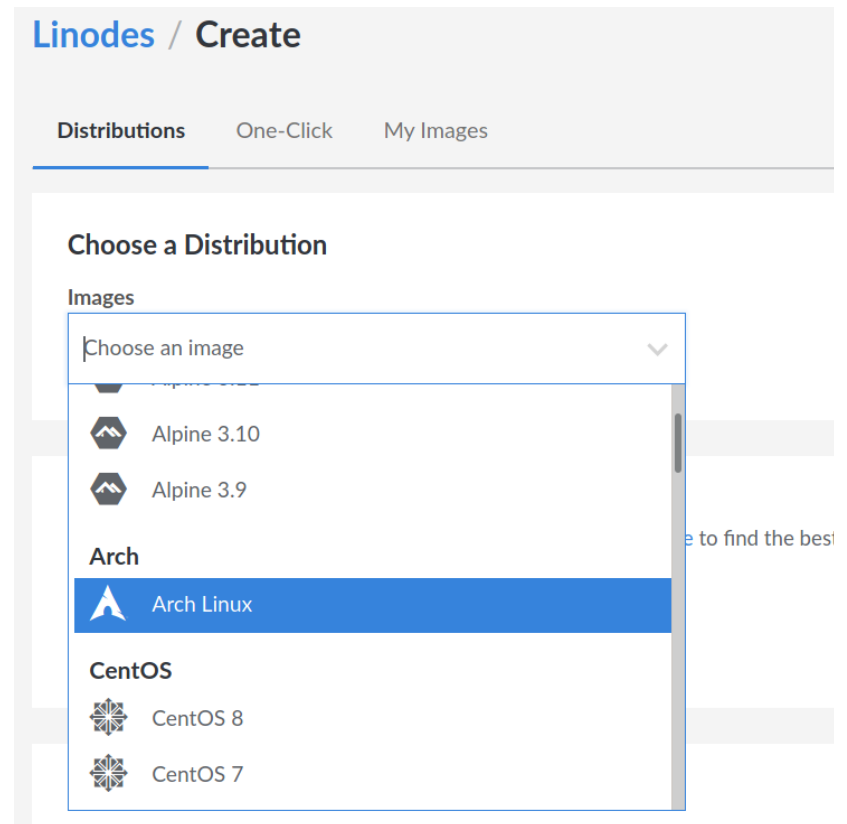 Linodes / Create
Distributions One-Click My Images
Choose a Distribution
Images
Choose an image
Alpine 3.10
Alpine 3.9
Arch
e to find the best
Arch Linux
CentOS
CentOS 8
CentOS 7